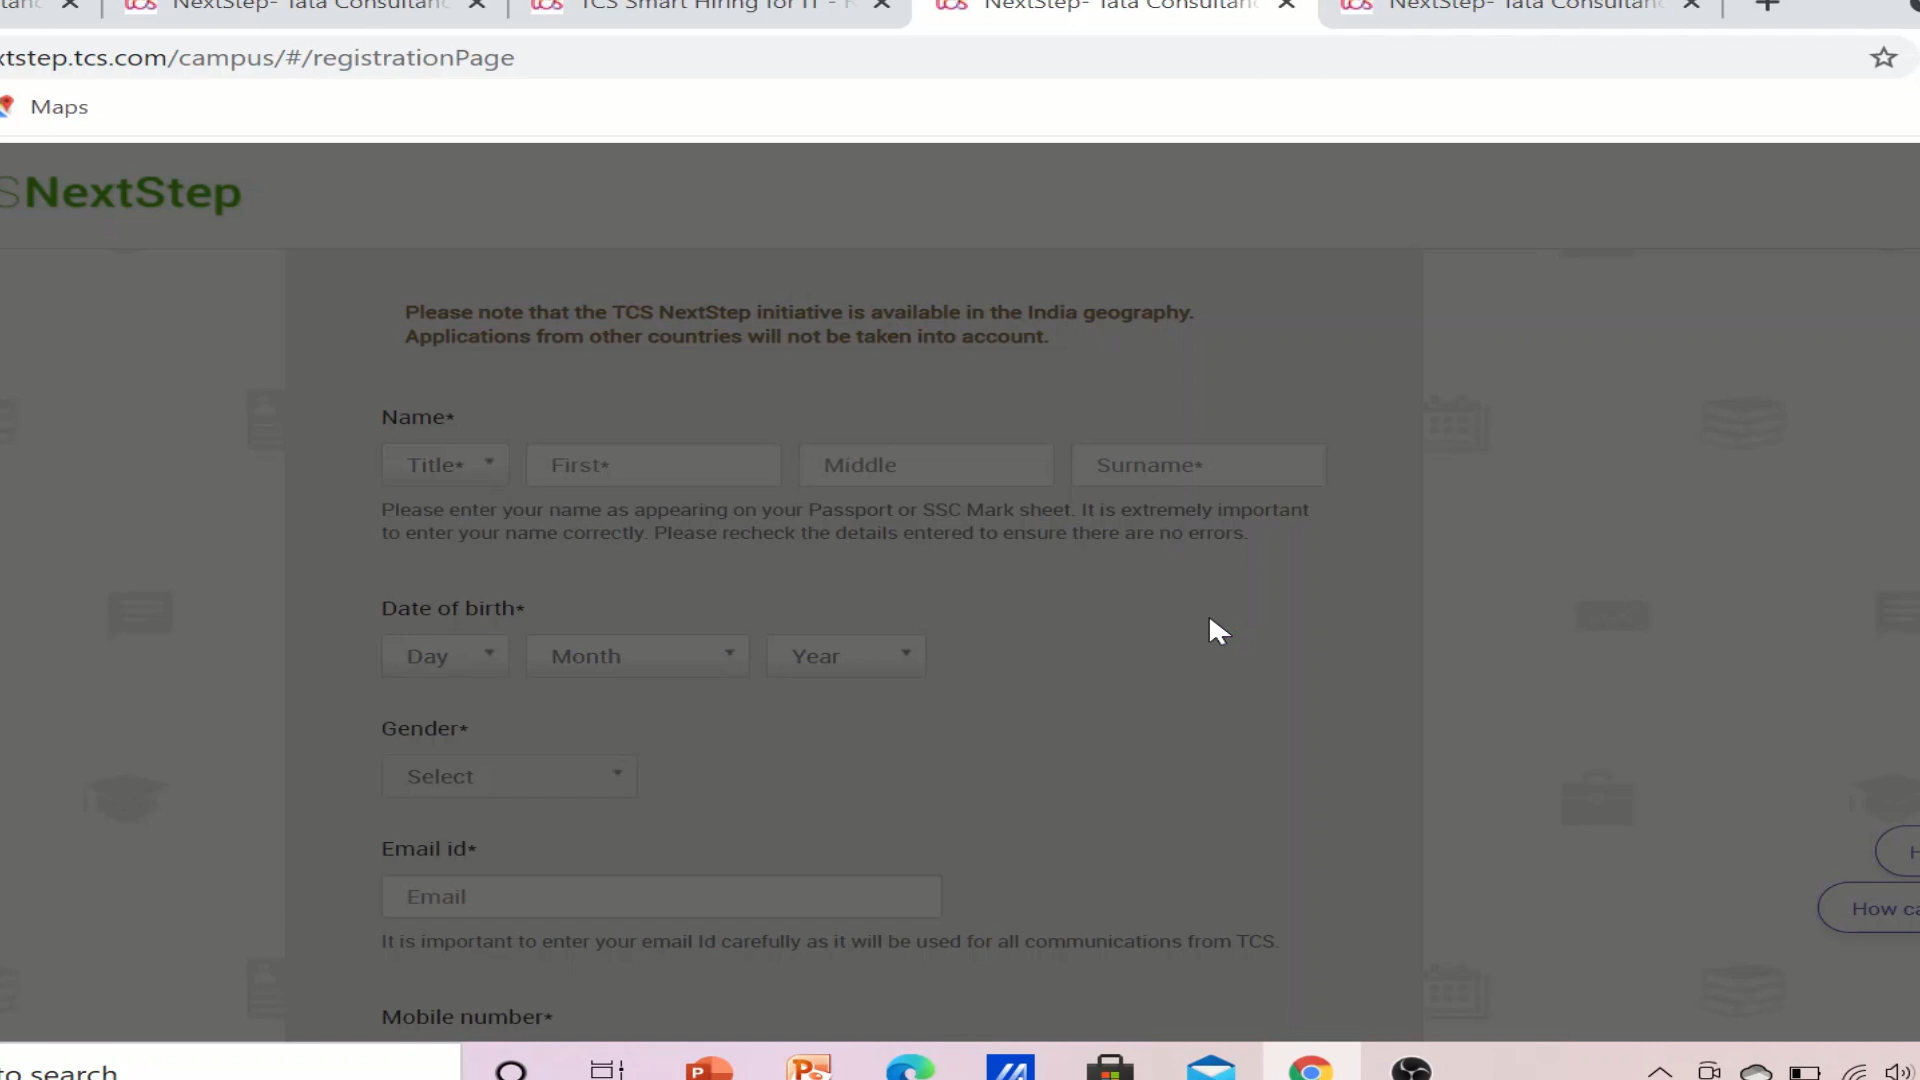 NextStep- Tata Consultanc
TCS Smart Hiring for IT -
NextStep- Tata Consultanc
NextStep- Tata Consultanc
xtstep.tcs.com/campus/#/registrationPage
Maps
SNextStep
Please note that the TCS NextStep initiative is available in the India geography.
Applications from other countries will not be taken into account.
Name*
Title* First* Middle Surname*
Please enter your name as appearing on your Passport or SSC Mark sheet. It is extremely important
to enter your name correctly. Please recheck the details entered to ensure there are no errors.
Date of birth*
Day Month Year
Gender*
Select
Email id*
Email
How ca
It is important to enter your email Id carefully as it will be used for all communications from TCS.
Mobile number*
to search